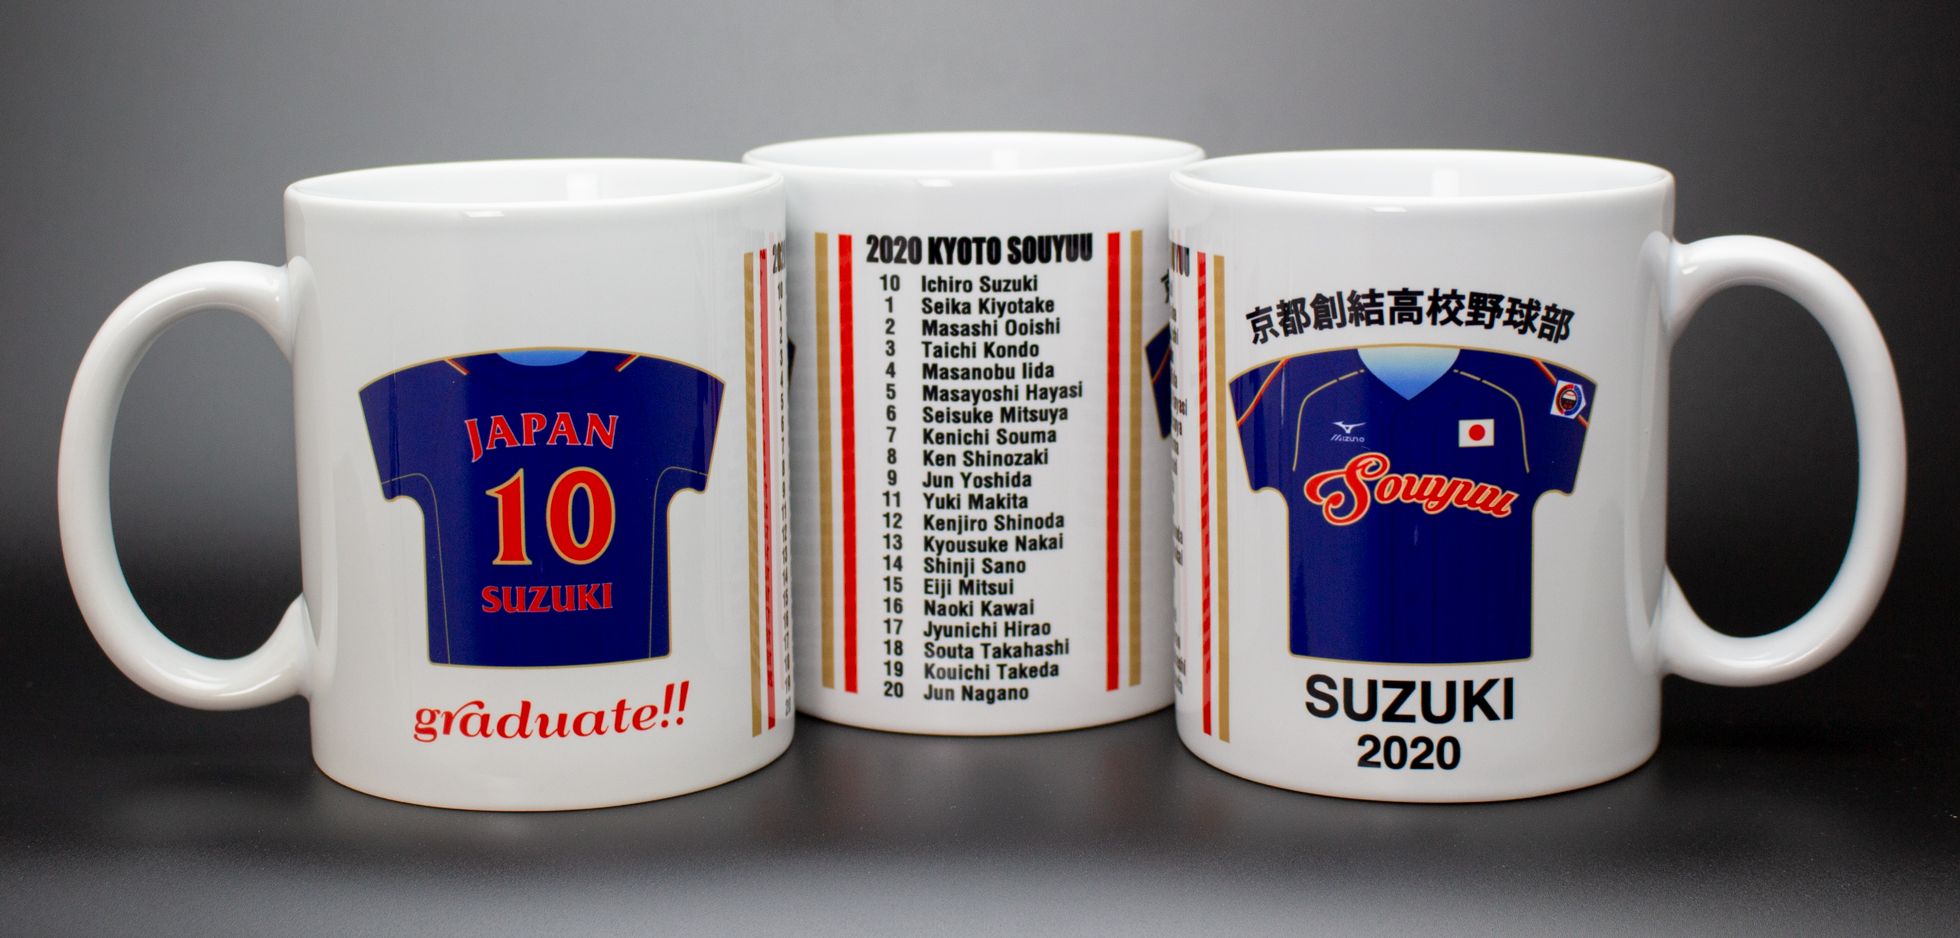 JAPAN
10
SUZUKI
graduate!!
2020 KYOTO SOUYUU
10 Ichiro Suzuki
1 Seika Kiyotake
2 Masashi Ooishi
3 Taichi Kondo
4 Masanobu Iida
5 Masayoshi Hayasi
6 Seisuke Mitsuya
7 Kenichi Souma
8 Ken Shinozaki
9 Jun Yoshida
11 Yuki Makita
12 Kenjiro Shinoda
13 Kyousuke Nakai
14 Shinji Sano
15 Eiji Mitsui
16 Naoki Kawai
17 Jyunichi Hirao
18 Souta Takahashi
19 Kouichi Takeda
20 Jun Nagano
京都創結高校野球部
Mizuno
Souyuu
SUZUKI
2020